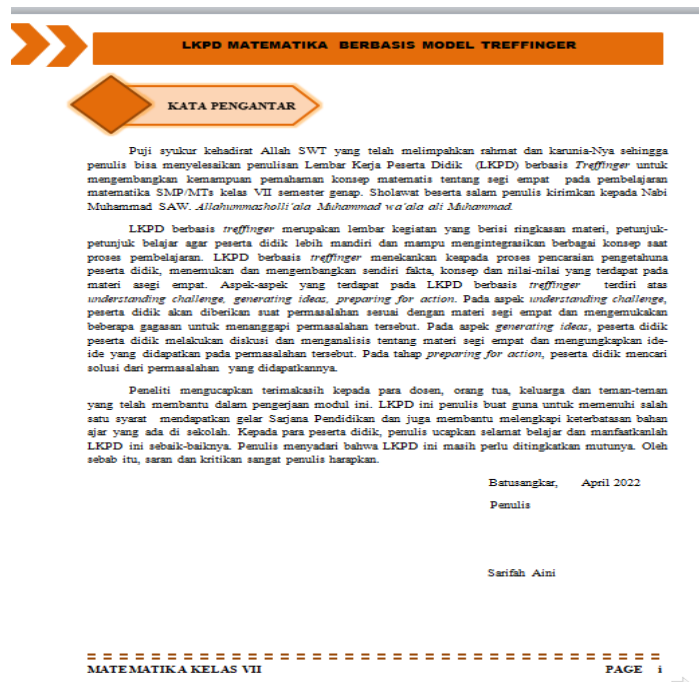 LKPD MATEMATIKA BERBASIS MODEL TREFFINGER
KATA PENGANTAR
Puji syukur kehadirat Allah SWT yang telah melimpahkan rahmat dan karunia-Nya sehingga
penulis bisa menyelesaikan penulisan Lembar Kerja Peserta Didik (LKPD) berbasis Treffinger untuk
mengembangkan kemampuan pemahaman konsep matematis tentang segi empat pada pembelajaran
matematika SMP/MTs kelas VII semester genap. Sholawat beserta salam penulis kirimkan kepada Nabi
Muhammad SAW. Allahummasholli'ala Muhammad wa'ala ali Muhammad.
LKPD berbasis treffinger merupakan lembar kegiatan yang berisi ringkasan materi, petunjuk-
petunjuk belajar agar peserta didik lebih mandiri dan mampu mengintegrasikan berbagai konsep saat
proses pembelajaran. LKPD berbasis treffinger menekankan keapada proses pencaraian pengetahuna
peserta didik, menemukan dan mengembangkan sendiri fakta, konsep dan nilai-nilai yang terdapat pada
materi segi empat. Aspek-aspek yang terdapat pada LKPD berbasis treffinger terdiri atas
understanding challenge, generating ideas, preparing for action. Pada aspek understanding challenge,
peserta didik akan diberikan suat permasalahan sesuai dengan materi segi empat dan mengemukakan
beberapa gagasan untuk menanggapi permasalahan tersebut. Pada aspek generating ideas, peserta didik
peserta didik melakukan diskusi dan menganalisis tentang materi segi empat dan mengungkapkan ide-
ide yang didapatkan pada permasalahan tersebut. Pada tahap preparing for action, peserta didik mencari
solusi dari permasalahan yang didapatkannya.
Peneliti mengucapkan terimakasih kepada para dosen, orang tua, keluarga dan teman-teman
yang telah membantu dalam pengerjaan modul ini. LKPD ini penulis buat guna untuk memenuhi salah
satu syarat mendapatkan gelar Sarjana Pendidikan dan juga membantu melengkapi keterbatasan bahan
ajar yang ada di sekolah. Kepada para peserta didik, penulis ucapkan selamat belajar dan manfaatkanlah
LKPD ini sebaik-baiknya. Penulis menyadari bahwa LKPD ini masih perlu ditingkatkan mutunya. Oleh
sebab itu, saran dan kritikan sangat penulis harapkan.
Batusangkar, April 2022
Penulis
Sarifah Aini
MATEMATIKA KELAS VII PAGE i